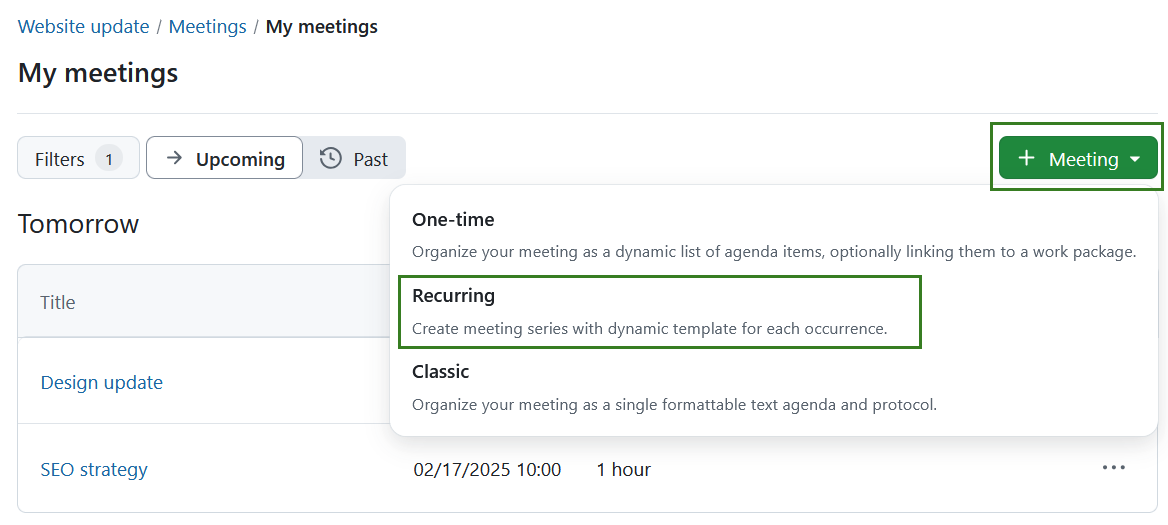 Website update / Meetings / My meetings
My meetings
Filters 1 Upcoming Past + Meeting
Tomorrow
One-time
Organize your meeting as a dynamic list of agenda items, optionally linking them to a work package.
Title
Recurring
Create meeting series with dynamic template for each occurrence.
Design update
Classic
Organize your meeting as a single formattable text agenda and protocol.
SEO strategy 02/17/2025 10:00 1 hour